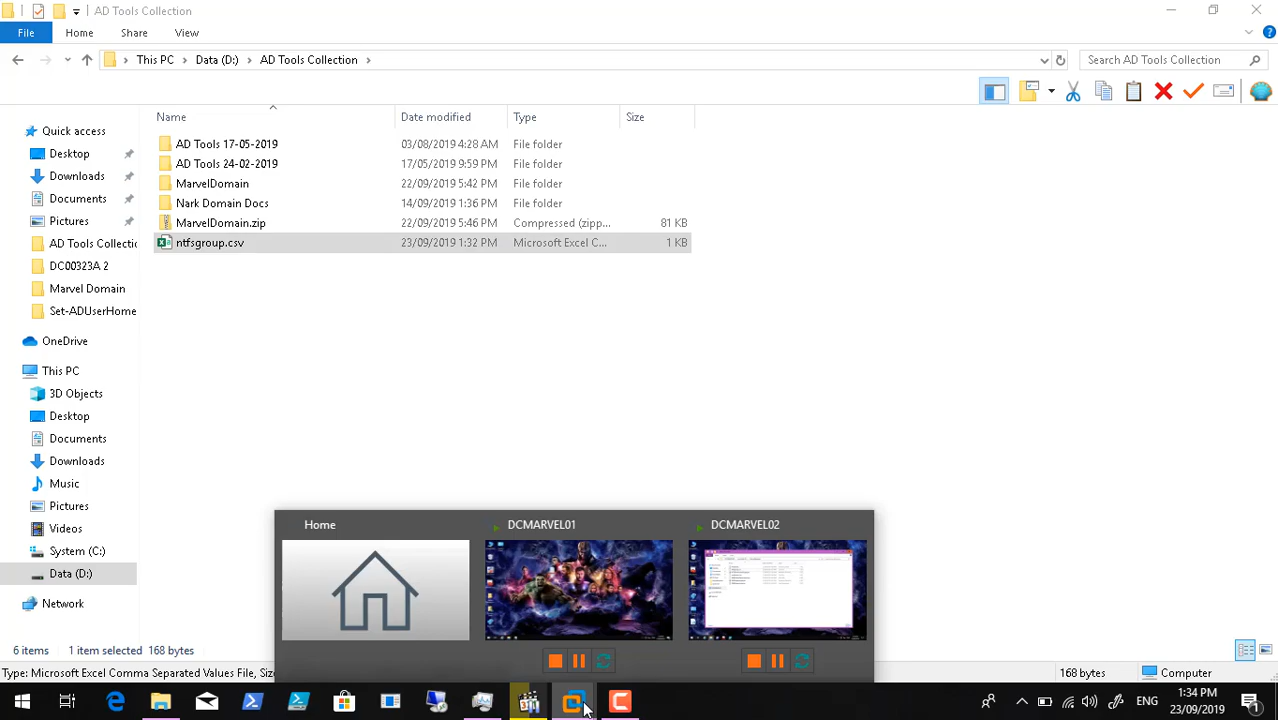 AD Tools Collection
File Home Share View
This PC Data (D:) AD Tools Collection Search AD Tools Collection
Name Date modified Type Size
Quick access
Desktop
Downloads
Documents
Pictures
AD Tools Collectio
DC00323A 2
Marvel Domain
Set-ADUserHome
OneDrive
This PC
3D Objects
Desktop
Documents
Downloads
Music
Pictures
Videos
System (C:)
Data (D:)
Network
AD Tools 17-05-2019 03/08/2019 4:28 AM File folder
AD Tools 24-02-2019 17/05/2019 9:59 PM File folder
MarvelDomain 22/09/2019 5:42 PM File folder
Nark Domain Docs 14/09/2019 1:36 PM File folder
MarvelDomain.zip 22/09/2019 5:46 PM Compressed (zipp... 81 KB
ntfsgroup.csv 23/09/2019 1:32 PM Microsoft Excel C... 1 KB
Home DCMARVEL01 DCMARVEL02
6 items 1 item selected 168 bytes
Type: Microsoft Excel Comma Separated Values File, Size 168 bytes Computer
ENG 1:34 PM
23/09/2019 1